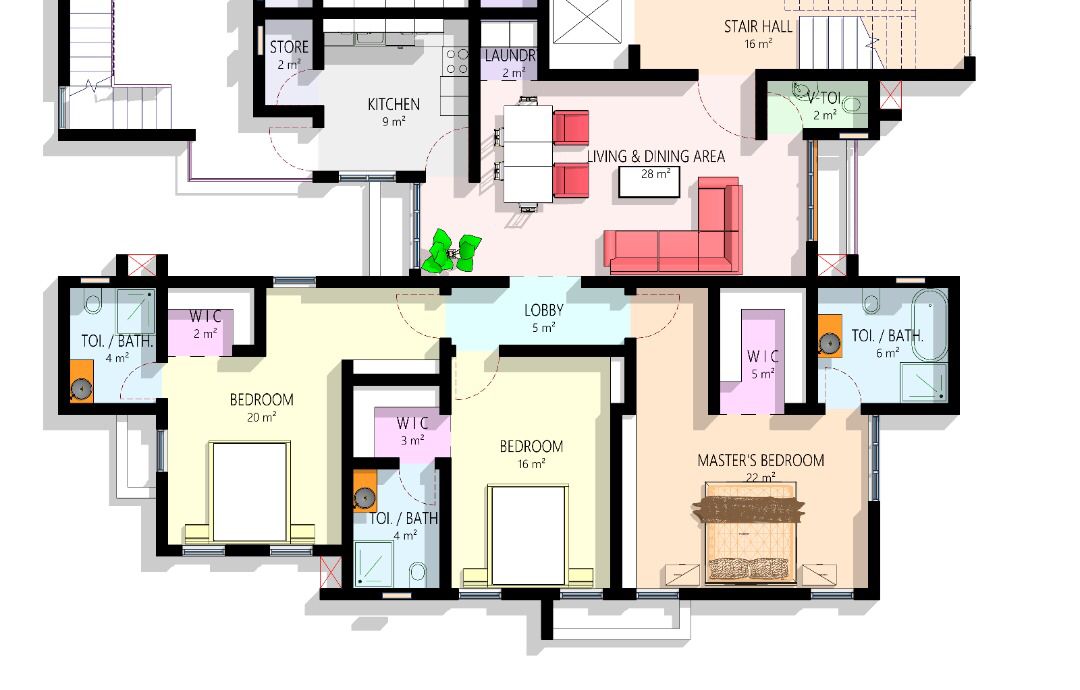 STAIR HALL
16 m²
STORE
2 m²
LAUNDR
2 m²
KITCHEN
9 m²
V-TOI
2 m²
LIVING & DINING AREA
28 m²
LOBBY
5 m²
W I C
2 m²
TOI. / BATH.
4 m²
TOI. / BATH.
6 m²
W I C
5 m²
BEDROOM
20 m²
W I C
3 m²
BEDROOM
16 m²
MASTER'S BEDROOM
22 m²
TOI. / BATH
4 m²